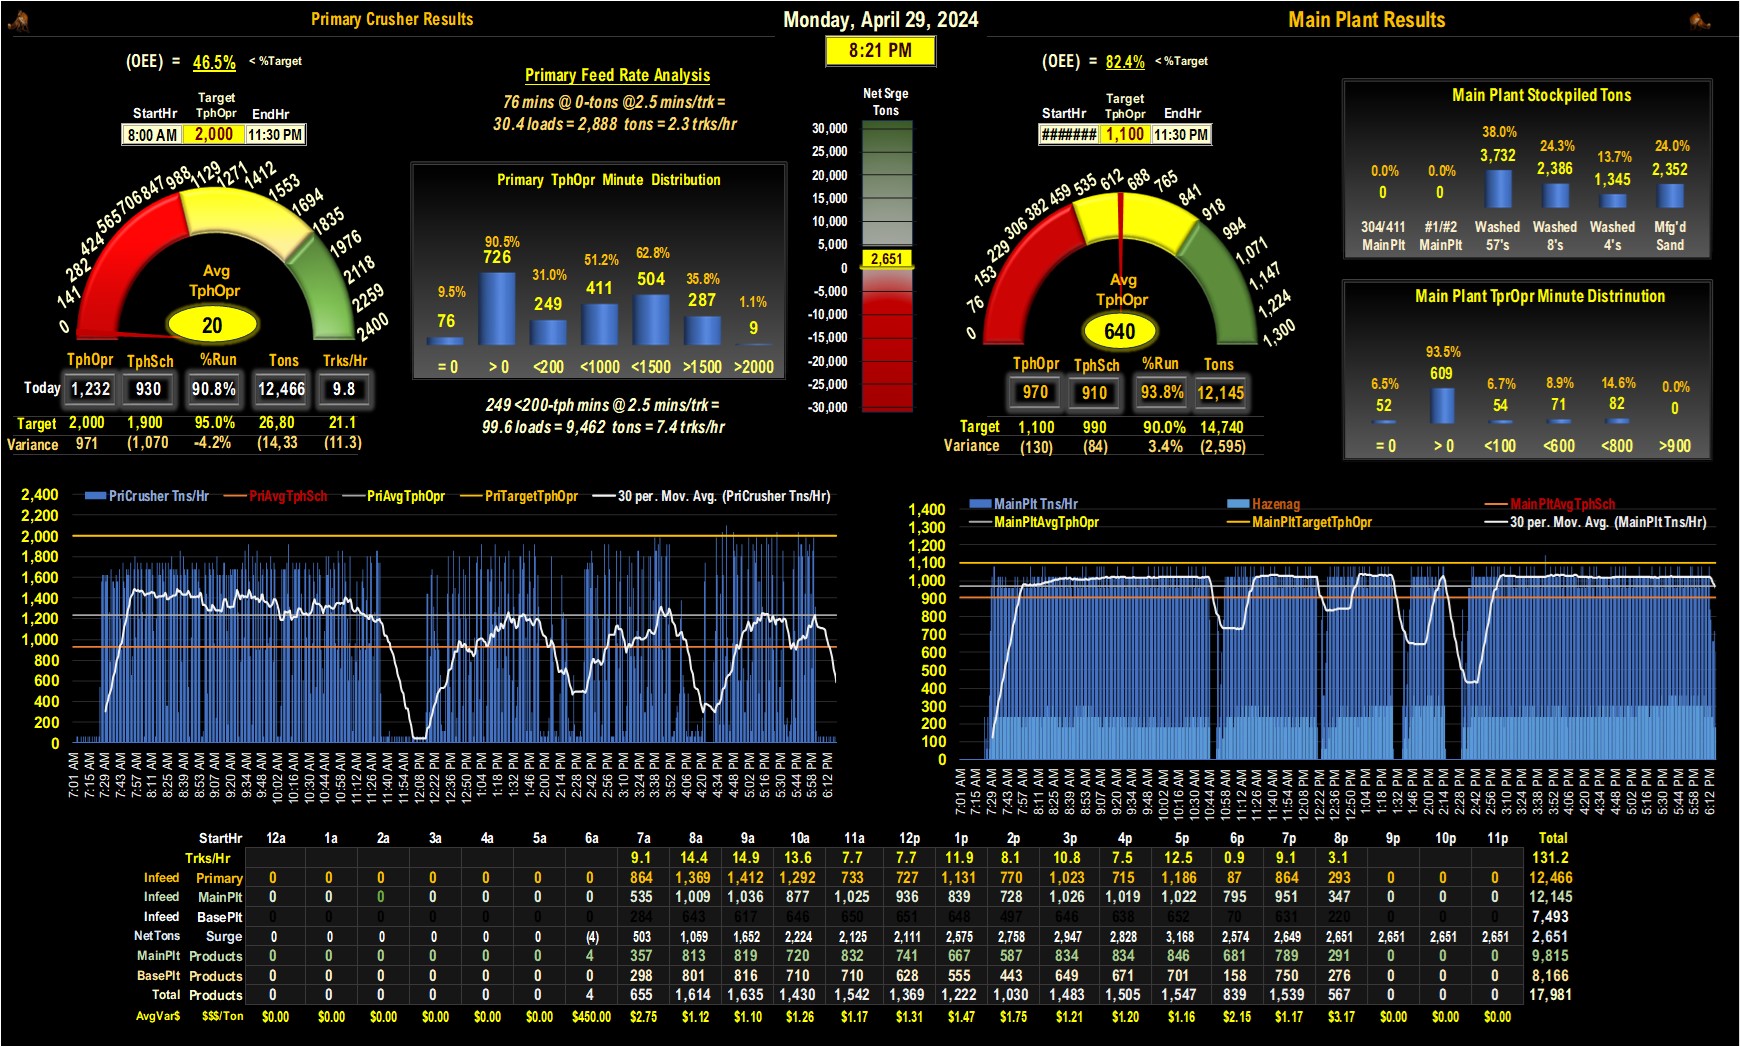 Primary Crusher Results
Monday, April 29, 2024
Main Plant Results
8:21 PM
(OEE) = 46.5% < %Target
StartHr Target TphOpr EndHr
8:00 AM 2,000 11:30 PM
0 141 282 424 565 706 847 988 1129 1271 1412 1553 1694 1835 1976 2118 2259 2400
Avg
TphOpr
20
TphOpr TphSch %Run Tons Trks/Hr
Today 1,232 930 90.8% 12,466 9.8
Target 2,000 1,900 95.0% 26,80 21.1
Variance 971 (1,070 -4.2% (14,33 (11.3)
Primary Feed Rate Analysis
76 mins @ 0-tons @2.5 mins/trk =
30.4 loads = 2,888 tons = 2.3 trks/hr
Primary TphOpr Minute Distribution
9.5% 90.5% 31.0% 51.2% 62.8% 35.8% 1.1%
76 726 249 411 504 287 9
= 0 > 0 <200 <1000 <1500 >1500 >2000
249 <200-tph mins @ 2.5 mins/trk =
99.6 loads = 9,462 tons = 7.4 trks/hr
Net Srge
Tons
30,000
25,000
20,000
15,000
10,000
5,000
2,651
0
-5,000
-10,000
-15,000
-20,000
-25,000
-30,000
(OEE) = 82.4% < %Target
StartHr Target TphOpr EndHr
####### 1,100 11:30 PM
0 76 153 229 306 382 459 535 612 688 765 841 918 994 1,071 1,147 1,224 1,300
Avg
TphOpr
640
TphOpr TphSch %Run Tons
970 910 93.8% 12,145
Target 1,100 990 90.0% 14,740
Variance (130) (84) 3.4% (2,595)
Main Plant Stockpiled Tons
0.0% 0.0% 38.0% 24.3% 13.7% 24.0%
0 0 3,732 2,386 1,345 2,352
304/411 #1/#2 Washed Washed Washed Mfg'd
MainPlt MainPlt 57's 8's 4's Sand
Main Plant TprOpr Minute Distrinution
6.5% 93.5% 6.7% 8.9% 14.6% 0.0%
52 609 54 71 82 0
= 0 > 0 <100 <600 <800 >900
PriCrusher Tns/Hr PriAvgTphSch PriAvgTphOpr PriTargetTphOpr 30 per. Mov. Avg. (PriCrusher Tns/Hr)
2,400
2,200
2,000
1,800
1,600
1,400
1,200
1,000
800
600
400
200
0
7:01 AM 7:15 AM 7:29 AM 7:43 AM 7:57 AM 8:11 AM 8:25 AM 8:39 AM 8:53 AM 9:07 AM 9:20 AM 9:34 AM 9:48 AM 10:02 AM 10:16 AM 10:30 AM 10:44 AM 10:58 AM 11:12 AM 11:26 AM 11:40 AM 11:54 AM 12:08 PM 12:22 PM 12:36 PM 12:50 PM 1:04 PM 1:18 PM 1:32 PM 1:46 PM 2:00 PM 2:14 PM 2:28 PM 2:42 PM 2:56 PM 3:10 PM 3:24 PM 3:38 PM 3:52 PM 4:06 PM 4:20 PM 4:34 PM 4:48 PM 5:02 PM 5:16 PM 5:30 PM 5:44 PM 5:58 PM 6:12 PM
MainPlt Tns/Hr Hazenag MainPltAvgTphSch
MainPltAvgTphOpr MainPltTargetTphOpr 30 per. Mov. Avg. (MainPlt Tns/Hr)
1,400
1,300
1,200
1,100
1,000
900
800
700
600
500
400
300
200
100
0
7:01 AM 7:15 AM 7:29 AM 7:43 AM 7:57 AM 8:11 AM 8:25 AM 8:39 AM 8:53 AM 9:07 AM 9:20 AM 9:34 AM 9:48 AM 10:02 AM 10:16 AM 10:30 AM 10:44 AM 10:58 AM 11:12 AM 11:26 AM 11:40 AM 11:54 AM 12:08 PM 12:22 PM 12:36 PM 12:50 PM 1:04 PM 1:18 PM 1:32 PM 1:46 PM 2:00 PM 2:14 PM 2:28 PM 2:42 PM 2:56 PM 3:10 PM 3:24 PM 3:38 PM 3:52 PM 4:06 PM 4:20 PM 4:34 PM 4:48 PM 5:02 PM 5:16 PM 5:30 PM 5:44 PM 5:58 PM 6:12 PM
StartHr 12a 1a 2a 3a 4a 5a 6a 7a 8a 9a 10a 11a 12p 1p 2p 3p 4p 5p 6p 7p 8p 9p 10p 11p Total
Trks/Hr 9.1 14.4 14.9 13.6 7.7 7.7 11.9 8.1 10.8 7.5 12.5 0.9 9.1 3.1 131.2
Infeed Primary 0 0 0 0 0 0 0 864 1,369 1,412 1,292 733 727 1,131 770 1,023 715 1,186 87 864 293 0 0 0 12,466
Infeed MainPlt 0 0 0 0 0 0 0 535 1,009 1,036 877 1,025 936 839 728 1,026 1,019 1,022 795 951 347 0 0 0 12,145
Infeed BasePlt 284 643 617 646 650 651 648 497 646 638 652 70 631 220 7,493
NetTons Surge 0 0 0 0 0 0 (4) 503 1,059 1,652 2,224 2,125 2,111 2,575 2,758 2,947 2,828 3,168 2,574 2,649 2,651 2,651 2,651 2,651 2,651
MainPlt Products 0 0 0 0 0 0 4 357 813 819 720 832 741 667 587 834 834 846 681 789 291 0 0 0 9,815
BasePlt Products 0 0 0 0 0 0 0 298 801 816 710 710 628 555 443 649 671 701 158 750 276 0 0 0 8,166
Total Products 0 0 0 0 0 0 4 655 1,614 1,635 1,430 1,542 1,369 1,222 1,030 1,483 1,505 1,547 839 1,539 567 0 0 0 17,981
AvgVar$ $$$/Ton $0.00 $0.00 $0.00 $0.00 $0.00 $0.00 $450.00 $2.75 $1.12 $1.10 $1.26 $1.17 $1.31 $1.47 $1.75 $1.21 $1.20 $1.16 $2.15 $1.17 $3.17 $0.00 $0.00 $0.00